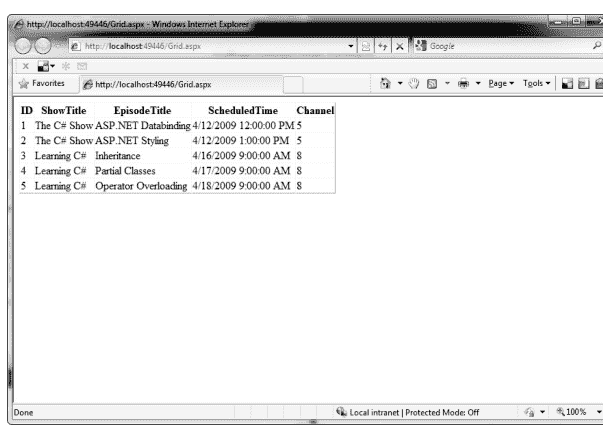 http://localhost:49446/Grid.aspx - Windows Internet Explorer
http://localhost:49446/Grid.aspx
Google
Favorites
http://localhost:49446/Grid.aspx
Page
Tools
ID ShowTitle EpisodeTitle ScheduledTime Channel
1 The C# Show ASP.NET Databinding 4/12/2009 12:00:00 PM 5
2 The C# Show ASP.NET Styling 4/12/2009 1:00:00 PM 5
3 Learning C# Inheritance 4/16/2009 9:00:00 AM 8
4 Learning C# Partial Classes 4/17/2009 9:00:00 AM 8
5 Learning C# Operator Overloading 4/18/2009 9:00:00 AM 8
Done
Local intranet | Protected Mode: Off
100%